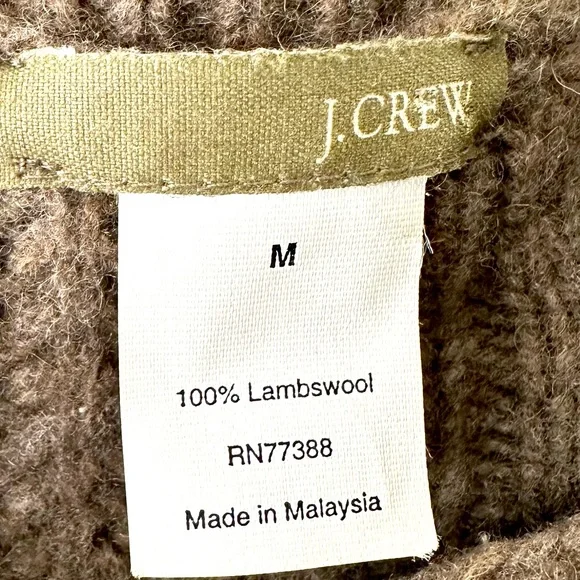 J.CREW
M
100% Lambswool
RN77388
Made in Malaysia